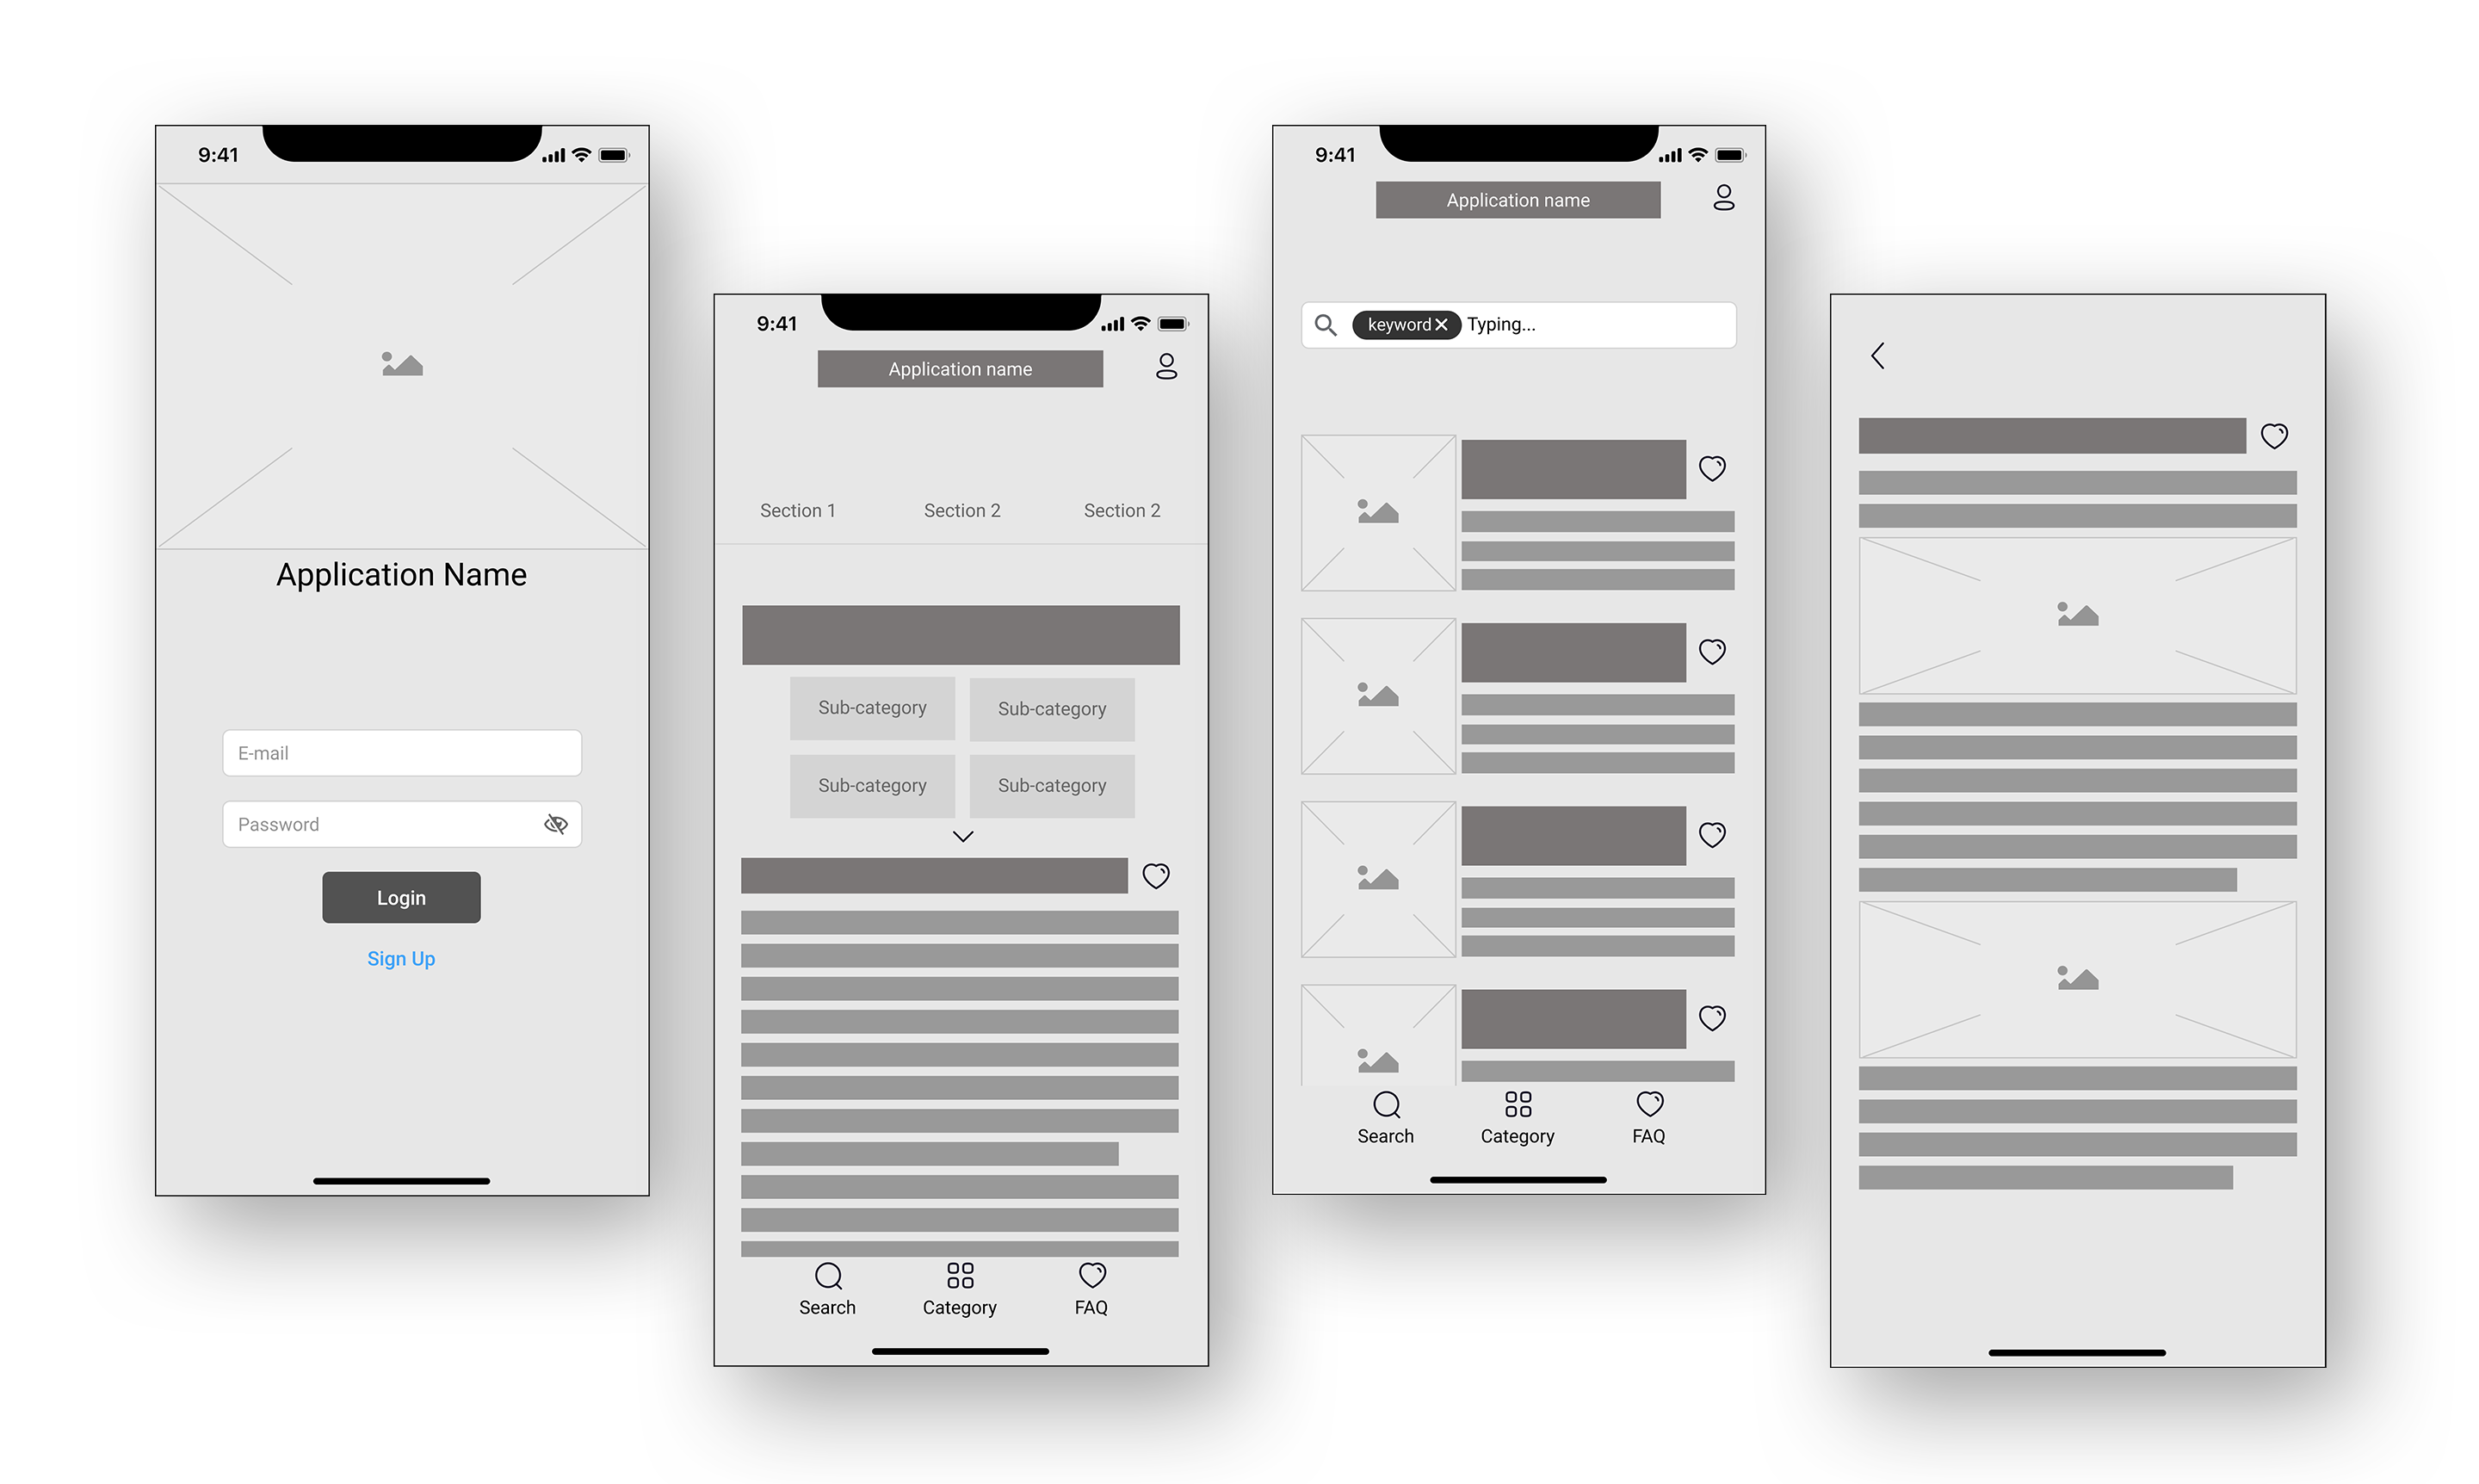 9:41
Application Name
E-mail
Password
Login
Sign Up
9:41
Application name
Section 1 Section 2 Section 2
Sub-category Sub-category
Sub-category Sub-category
Search Category FAQ
9:41
Application name
keyword Typing...
Search Category FAQ